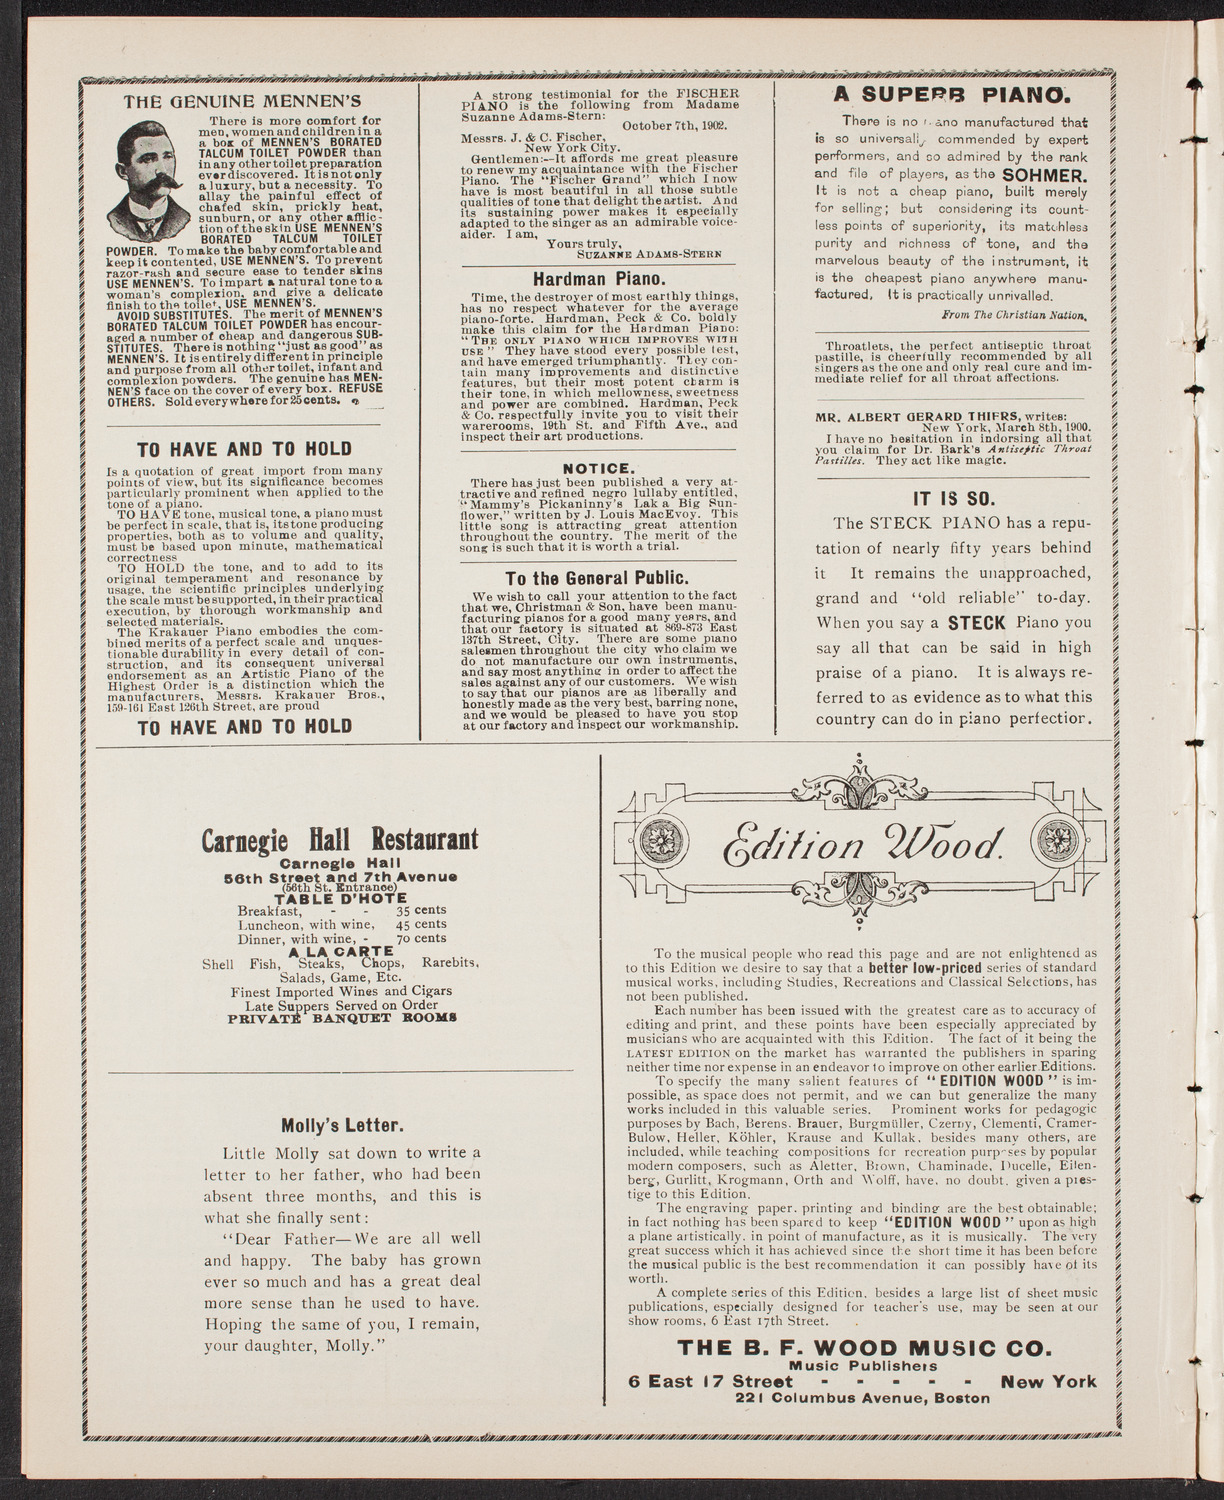 THE GENUINE MENNEN'S
There is more comfort for
men, women and children in a
a box of MENNEN'S BORATED
TALCUM TOILET POWDER than
in any other toilet preparation
ever discovered. It is not only
a luxury, but a necessity. To
allay the painful effect of
chafed skin, prickly heat,
sunburn, or any other afflic-
tion of the skin USE MENNEN'S
BORATED TALCUM TOILET
POWDER. To make the baby comfortable and
keep it contented, USE MENNEN'S. To prevent
razor-rash and secure ease to tender skins
USE MENNEN'S. To impart a natural tone to a
woman's complexion, and give a delicate
finish to the toilet, USE MENNEN'S.
AVOID SUBSTITUTES. The merit of MENNEN'S
BORATED TALCUM TOILET POWDER has encour-
aged a number of cheap and dangerous SUB-
STITUTES. There is nothing "just as good" as
MENNEN'S. It is entirely different in principle
and purpose from all other toilet, infant and
complexion powders. The genuine has MEN-
NEN'S face on the cover of every box. REFUSE
OTHERS. Sold everywhere for 25 cents.
TO HAVE AND TO HOLD
Is a quotation of great import from many
points of view, but its significance becomes
particularly prominent when applied to the
tone of a piano.
TO HAVE tone, musical tone, a piano must
be perfect in scale, that is, its tone producing
properties, both as to volume and quality,
must be based upon minute, mathematical
correctness
TO HOLD the tone, and to add to its
original temperament and resonance by
usage, the scientific principles underlying
the scale must be supported, in their practical
execution, by thorough workmanship and
selected materials.
The Krakauer Piano embodies the com-
bined merits of a perfect scale and unques-
tionable durability in every detail of con-
struction, and its consequent universal
endorsement as an Artistic Piano of the
Highest Order is a distinction which the
manufacturers, Messrs. Krakauer Bros.,
159-161 East 126th Street, are proud
TO HAVE AND TO HOLD
A strong testimonial for the FISCHER
PIANO is the following from Madame
Suzanne Adams-Stern:
October 7th, 1902.
Messrs. J. & C. Fischer,
New York City.
Gentlemen:—It affords me great pleasure
to renew my acquaintance with the Fischer
Piano. The "Fischer Grand" which I now
have is most beautiful in all those subtle
qualities of tone that delight the artist. And
its sustaining power makes it especially
adapted to the singer as an admirable voice-
aider. I am,
Yours truly,
SUZANNE ADAMS-STERN
Hardman Piano.
Time, the destroyer of most earthly things,
has no respect whatever for the average
piano-forte. Hardman, Peck & Co. boldly
make this claim for the Hardman Piano:
"THE ONLY PIANO WHICH IMPROVES WITH
USE" They have stood every possible test,
and have emerged triumphantly. They con-
tain many improvements and distinctive
features, but their most potent charm is
their tone, in which mellowness, sweetness
and power are combined. Hardman, Peck
& Co. respectfully invite you to visit their
warerooms, 19th St. and Fifth Ave., and
inspect their art productions.
NOTICE.
There has just been published a very at-
tractive and refined negro lullaby entitled,
"Mammy's Pickaninny's Lak a Big Sun-
flower," written by J. Louis MacEvoy. This
little song is attracting great attention
throughout the country. The merit of the
song is such that it is worth a trial.
To the General Public.
We wish to call your attention to the fact
that we, Christman & Son, have been manu-
facturing pianos for a good many years, and
that our factory is situated at 869-873 East
137th Street, City. There are some piano
salesmen throughout the city who claim we
do not manufacture our own instruments,
and say most anything in order to affect the
sales against any of our customers. We wish
to say that our pianos are as liberally and
honestly made as the very best, barring none,
and we would be pleased to have you stop
at our factory and inspect our workmanship.
A SUPERB PIANO.
There is no piano manufactured that
is so universally commended by expert
performers, and so admired by the rank
and file of players, as the SOHMER.
It is not a cheap piano, built merely
for selling; but considering its count-
less points of superiority, its matchless
purity and richness of tone, and the
marvelous beauty of the instrument, it
is the cheapest piano anywhere manu-
factured, It is practically unrivalled.
From The Christian Nation,
Throatlets, the perfect antiseptic throat
pastille, is cheerfully recommended by all
singers as the one and only real cure and im-
mediate relief for all throat affections.
MR. ALBERT GERARD THIERS, writes:
New York, March 8th, 1900.
I have no hesitation in indorsing all that
you claim for Dr. Bark's Antiseptic Throat
Pastilles. They act like magic.
IT IS SO.
The STECK PIANO has a repu-
tation of nearly fifty years behind
it It remains the unapproached,
grand and "old reliable" to-day.
When you say a STECK Piano you
say all that can be said in high
praise of a piano. It is always re-
ferred to as evidence as to what this
country can do in piano perfection.
Carnegie Hall Restaurant
Carnegie Hall
56th Street and 7th Avenue
(56th St. Entrance)
TABLE D'HOTE
Breakfast, - - 35 cents
Luncheon, with wine, 45 cents
Dinner, with wine, - 70 cents
A LA CARTE
Shell Fish, Steaks, Chops, Rarebits,
Salads, Game, Etc.
Finest Imported Wines and Cigars
Late Suppers Served on Order
PRIVATE BANQUET ROOMS
Molly's Letter.
Little Molly sat down to write a
letter to her father, who had been
absent three months, and this is
what she finally sent:
"Dear Father—We are all well
and happy. The baby has grown
ever so much and has a great deal
more sense than he used to have.
Hoping the same of you, I remain,
your daughter, Molly."
Edition Wood.
To the musical people who read this page and are not enlightened as
to this Edition we desire to say that a better low-priced series of standard
musical works, including Studies, Recreations and Classical Selections, has
not been published.
Each number has been issued with the greatest care as to accuracy of
editing and print, and these points have been especially appreciated by
musicians who are acquainted with this Edition. The fact of it being the
LATEST EDITION on the market has warranted the publishers in sparing
neither time nor expense in an endeavor to improve on other earlier Editions.
To specify the many salient features of "EDITION WOOD" is im-
possible, as space does not permit, and we can but generalize the many
works included in this valuable series. Prominent works for pedagogic
purposes by Bach, Berens, Brauer, Burgmüller, Czerny, Clementi, Cramer-
Bulow, Heller, Köhler, Krause and Kullak, besides many others, are
included, while teaching compositions for recreation purposes by popular
modern composers, such as Aletter, Brown, Chaminade, Ducelle, Eilen-
berg, Gurlitt, Krogmann, Orth and Wolff, have, no doubt, given a pres-
tige to this Edition.
The engraving paper, printing and binding are the best obtainable;
in fact nothing has been spared to keep "EDITION WOOD" upon as high
a plane artistically, in point of manufacture, as it is musically. The very
great success which it has achieved since the short time it has been before
the musical public is the best recommendation it can possibly have of its
worth.
A complete series of this Edition, besides a large list of sheet music
publications, especially designed for teacher's use, may be seen at our
show rooms, 6 East 17th Street.
THE B. F. WOOD MUSIC CO.
Music Publishers
6 East 17 Street - - - - - New York
221 Columbus Avenue, Boston